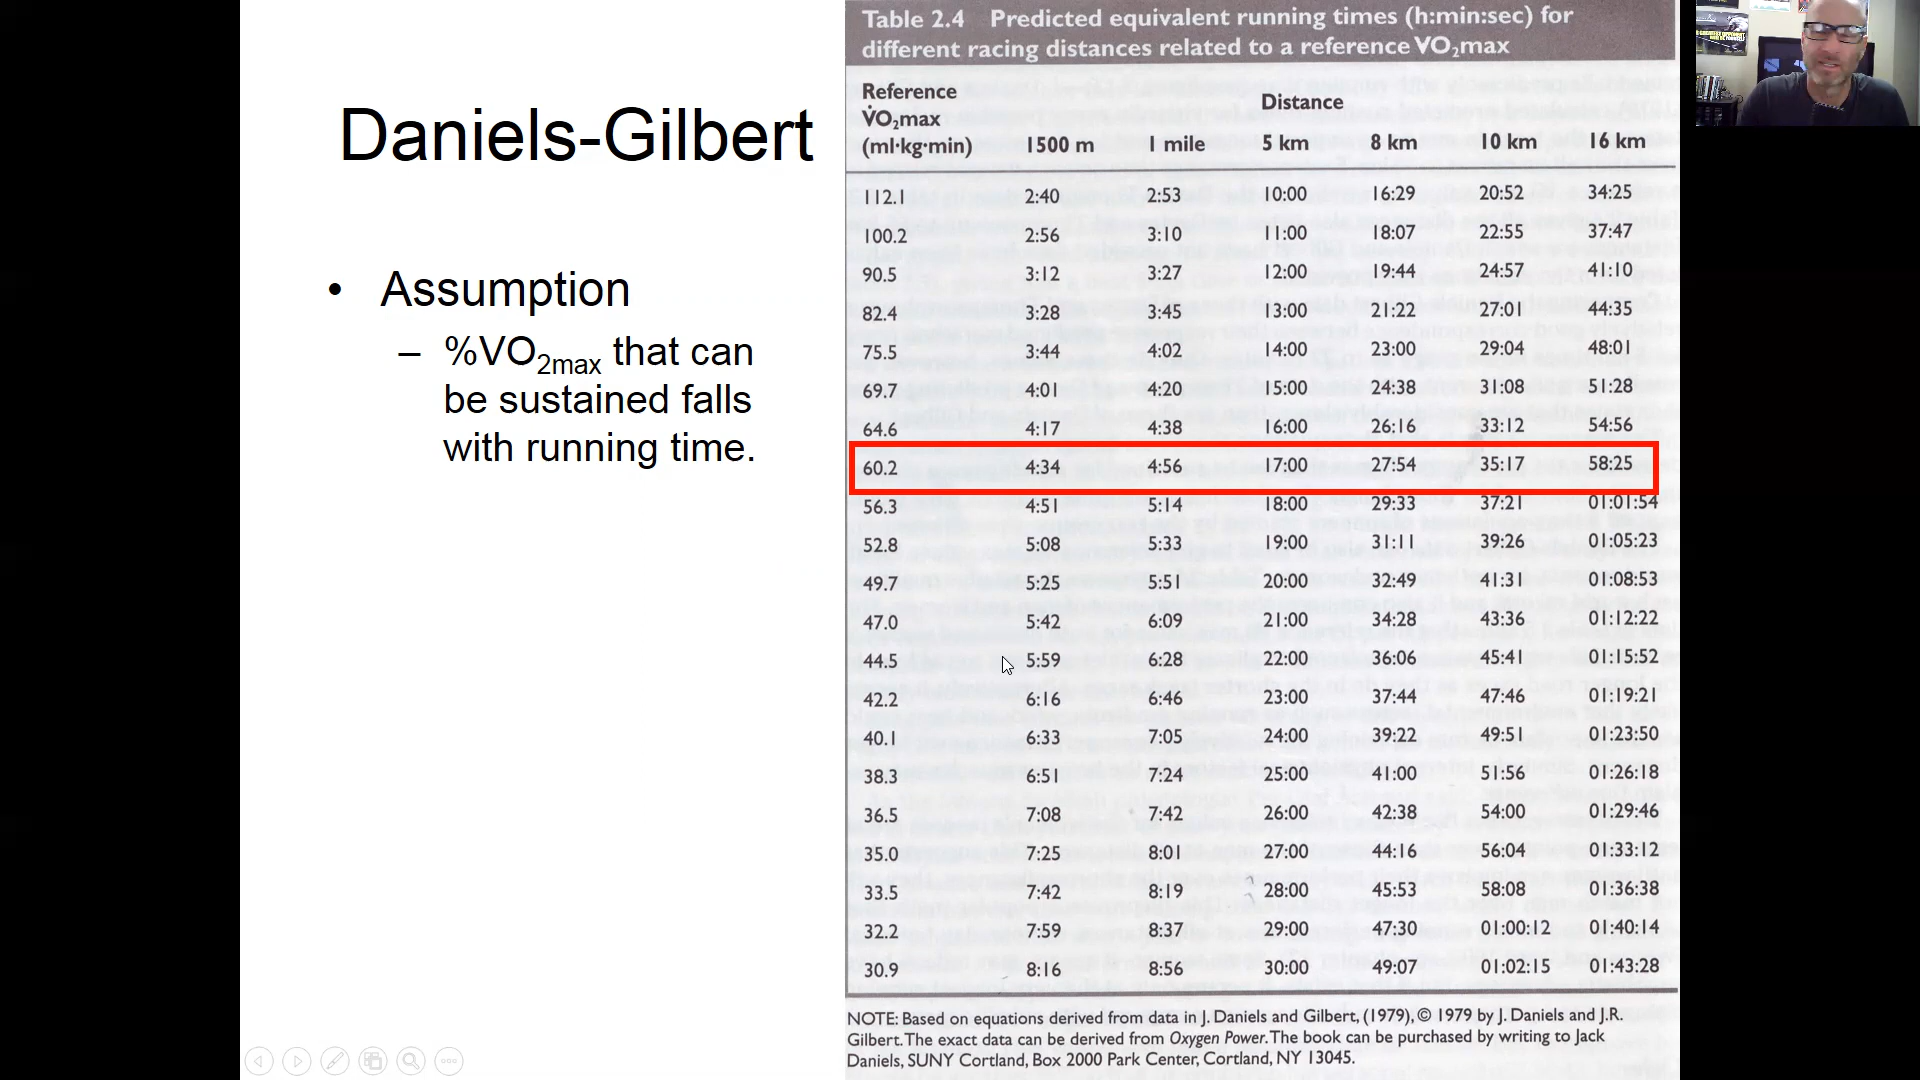 Daniels-Gilbert
• Assumption
– %VO2max that can
be sustained falls
with running time.
Table 2.4 Predicted equivalent running times (h:min:sec) for
different racing distances related to a reference V̇O2max
Reference
V̇O2max
(ml·kg·min)
Distance
1500 m 1 mile 5 km 8 km 10 km 16 km
112.1 2:40 2:53 10:00 16:29 20:52 34:25
100.2 2:56 3:10 11:00 18:07 22:55 37:47
90.5 3:12 3:27 12:00 19:44 24:57 41:10
82.4 3:28 3:45 13:00 21:22 27:01 44:35
75.5 3:44 4:02 14:00 23:00 29:04 48:01
69.7 4:01 4:20 15:00 24:38 31:08 51:28
64.6 4:17 4:38 16:00 26:16 33:12 54:56
60.2 4:34 4:56 17:00 27:54 35:17 58:25
56.3 4:51 5:14 18:00 29:33 37:21 01:01:54
52.8 5:08 5:33 19:00 31:11 39:26 01:05:23
49.7 5:25 5:51 20:00 32:49 41:31 01:08:53
47.0 5:42 6:09 21:00 34:28 43:36 01:12:22
44.5 5:59 6:28 22:00 36:06 45:41 01:15:52
42.2 6:16 6:46 23:00 37:44 47:46 01:19:21
40.1 6:33 7:05 24:00 39:22 49:51 01:23:50
38.3 6:51 7:24 25:00 41:00 51:56 01:26:18
36.5 7:08 7:42 26:00 42:38 54:00 01:29:46
35.0 7:25 8:01 27:00 44:16 56:04 01:33:12
33.5 7:42 8:19 28:00 45:53 58:08 01:36:38
32.2 7:59 8:37 29:00 47:30 01:00:12 01:40:14
30.9 8:16 8:56 30:00 49:07 01:02:15 01:43:28
NOTE: Based on equations derived from data in J. Daniels and Gilbert, (1979), © 1979 by J. Daniels and J.R.
Gilbert. The exact data can be derived from Oxygen Power. The book can be purchased by writing to Jack
Daniels, SUNY Cortland, Box 2000 Park Center, Cortland, NY 13045.